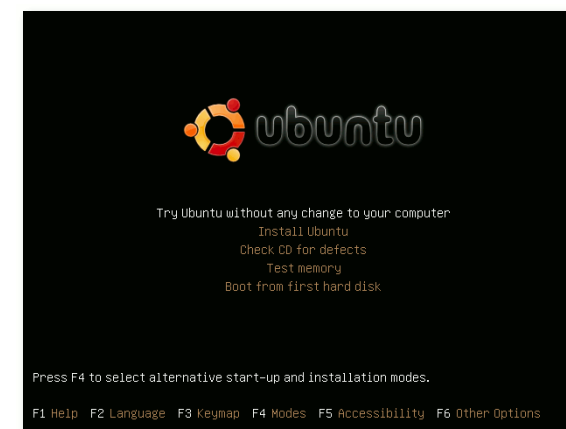 ubuntu
Try Ubuntu without any change to your computer
Install Ubuntu
Check CD for defects
Test memory
Boot from first hard disk
Press F4 to select alternative start-up and installation modes.
F1 Help F2 Language F3 Keymap F4 Modes F5 Accessibility F6 Other Options